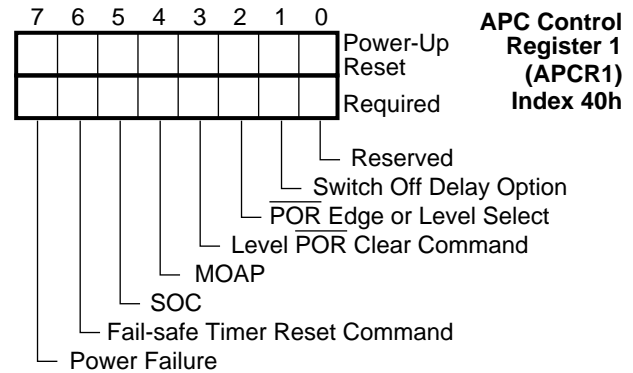 7 6 5 4 3 2 1 0
APC Control
Register 1
(APCR1)
Index 40h
Power-Up
Reset
Required
Reserved
Switch Off Delay Option
POR Edge or Level Select
Level POR Clear Command
MOAP
SOC
Fail-safe Timer Reset Command
Power Failure